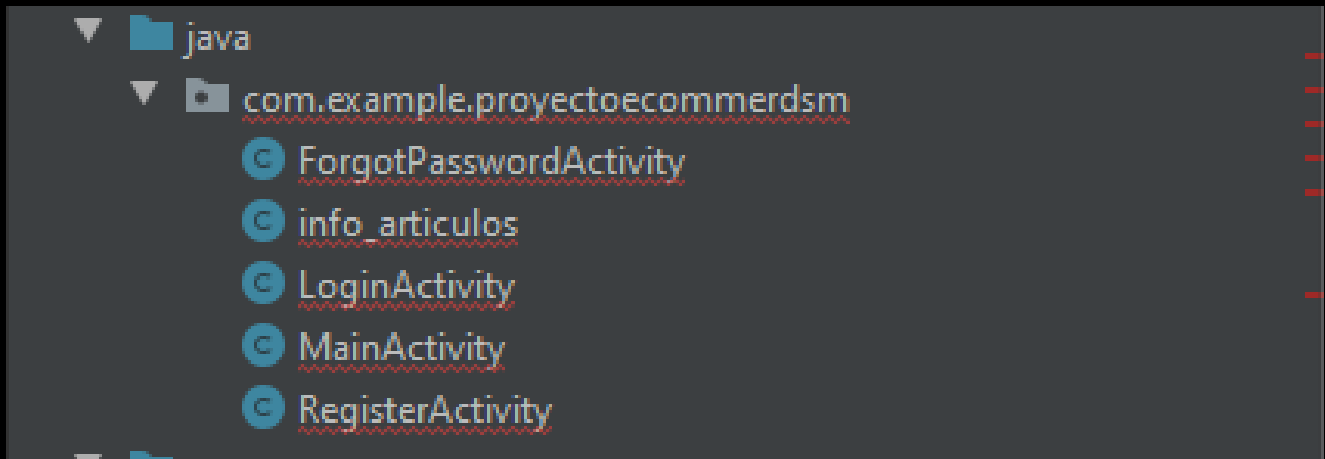 java
com.example.proyectoecommerdsm
C ForgotPasswordActivity
C info_articulos
C LoginActivity
C MainActivity
C RegisterActivity